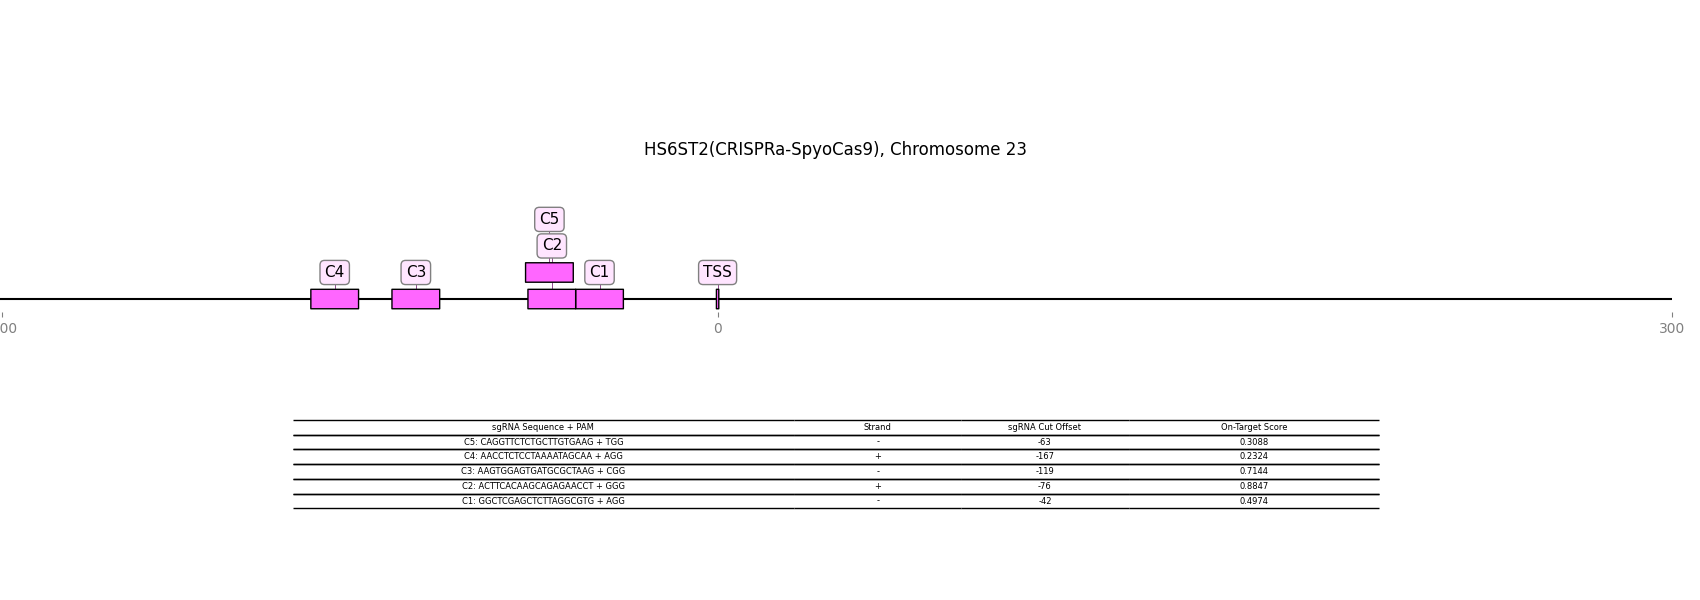 HS6ST2(CRISPRa-SpyoCas9), Chromosome 23
C5
C2
C4 C3 C1 TSS
00 0 300
sgRNA Sequence + PAM Strand sgRNA Cut Offset On-Target Score
C5: CAGGTTCTCTGCTTGTGAAG + TGG - -63 0.3088
C4: AACCTCTCCTAAAATAGCAA + AGG + -167 0.2324
C3: AAGTGGAGTGATGCGCTAAG + CGG - -119 0.7144
C2: ACTTCACAAGCAGAGAACCT + GGG + -76 0.8847
C1: GGCTCGAGCTCTTAGGCGTG + AGG - -42 0.4974